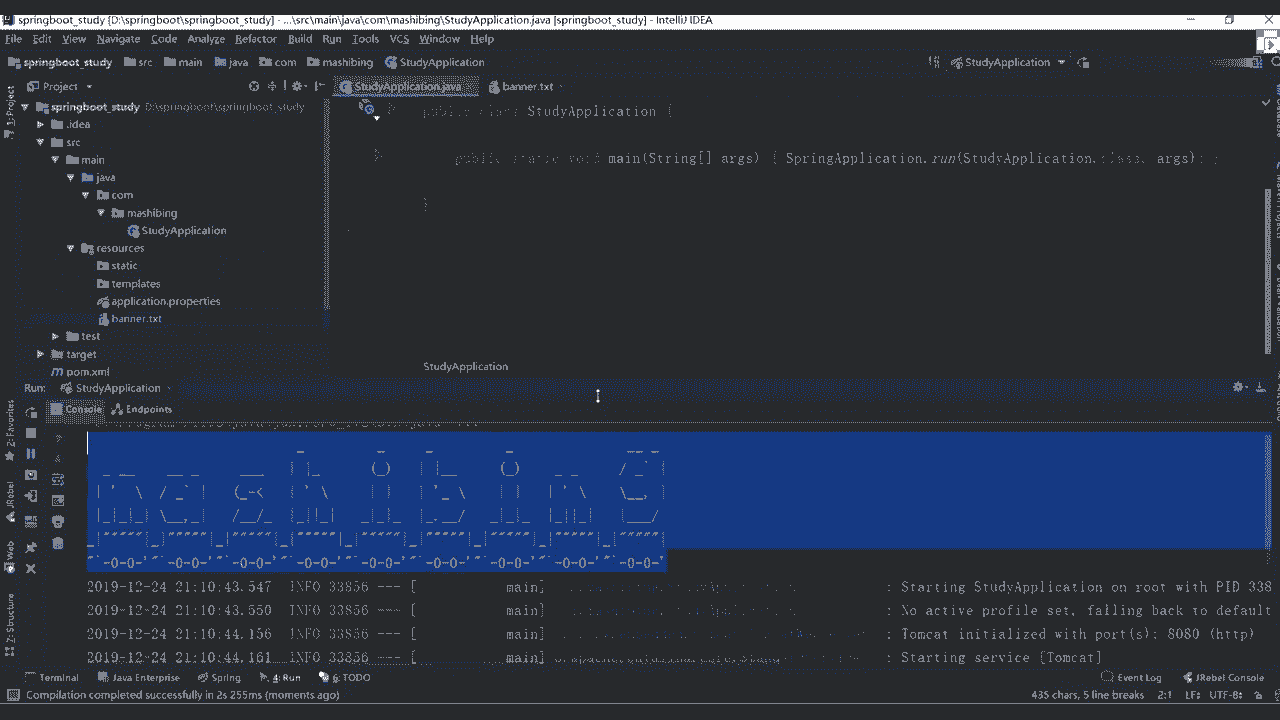 springboot_study [D:\springboot\springboot_study] - ...\src\main\java\com\mashibing\StudyApplication.java [springboot_study] - IntelliJ IDEA
File Edit View Navigate Code Analyze Refactor Build Run Tools VCS Window Help
springboot_study src main java com mashibing StudyApplication StudyApplication
1: Project
Project StudyApplication.java banner.txt
springboot_study D:\springboot\springboot_study
public class StudyApplication {
.idea
src
main
public static void main(String[] args) { SpringApplication.run(StudyApplication.class, args); }
java
com
}
mashibing
StudyApplication
resources
static
templates
application.properties
banner.txt
test
target
pom.xml
StudyApplication
Run: StudyApplication
Console Endpoints
2: Favorites
JRebel
Web
Z: Structure
mashibing
2019-12-24 21:10:43.547 INFO 33856 --- [ main] : Starting StudyApplication on root with PID 338
2019-12-24 21:10:43.550 INFO 33856 --- [ main] : No active profile set, falling back to default
2019-12-24 21:10:44.156 INFO 33856 --- [ main] : Tomcat initialized with port(s): 8080 (http)
2019-12-24 21:10:44.161 INFO 33856 --- [ main] : Starting service [Tomcat]
Terminal Java Enterprise Spring 4: Run 6: TODO Event Log JRebel Console
Compilation completed successfully in 2s 255ms (moments ago) 435 chars, 5 line breaks 2:1 LF UTF-8